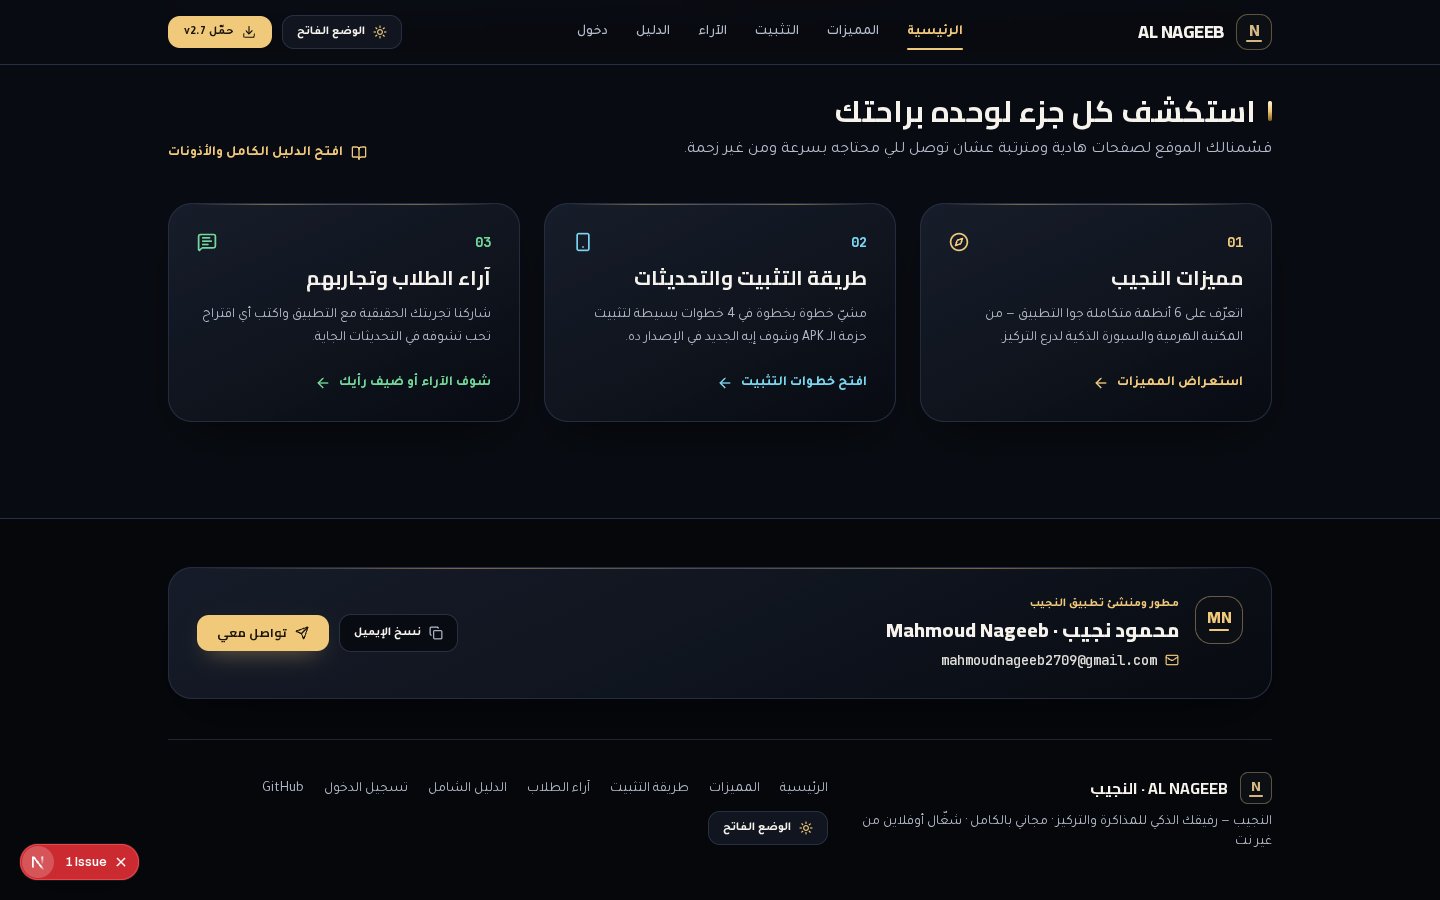 N
AL NAGEEB
الرئيسية
المميزات
التثبيت
الآراء
الدليل
دخول
الوضع الفاتح
حمّل v2.7
استكشف كل جزء لوحده براحتك
قسّمنالك الموقع لصفحات هادية ومترتبة عشان توصل للي محتاجه بسرعة ومن غير زحمة.
افتح الدليل الكامل والأذونات
01
مميزات النجيب
اتعرّف على 6 أنظمة متكاملة جوا التطبيق – من
المكتبة الهرمية والسبورة الذكية لدرع التركيز.
استعراض المميزات
02
طريقة التثبيت والتحديثات
مشيّ خطوة بخطوة في 4 خطوات بسيطة لتثبيت
حزمة الـ APK وشوف إيه الجديد في الإصدار ده.
افتح خطوات التثبيت
03
آراء الطلاب وتجاربهم
شاركنا تجربتك الحقيقية مع التطبيق واكتب أي اقتراح
تحب تشوفه في التحديثات الجاية.
شوف الآراء أو ضيف رأيك
MN
مطور ومنشئ تطبيق النجيب
محمود نجيب · Mahmoud Nageeb
mahmoudnageeb2709@gmail.com
نسخ الإيميل
تواصل معي
N
AL NAGEEB · النجيب
النجيب – رفيقك الذكي للمذاكرة والتركيز · مجاني بالكامل · شغّال أوفلاين من
غير نت
الرئيسية
المميزات
طريقة التثبيت
آراء الطلاب
الدليل الشامل
تسجيل الدخول
GitHub
الوضع الفاتح
N
1 Issue